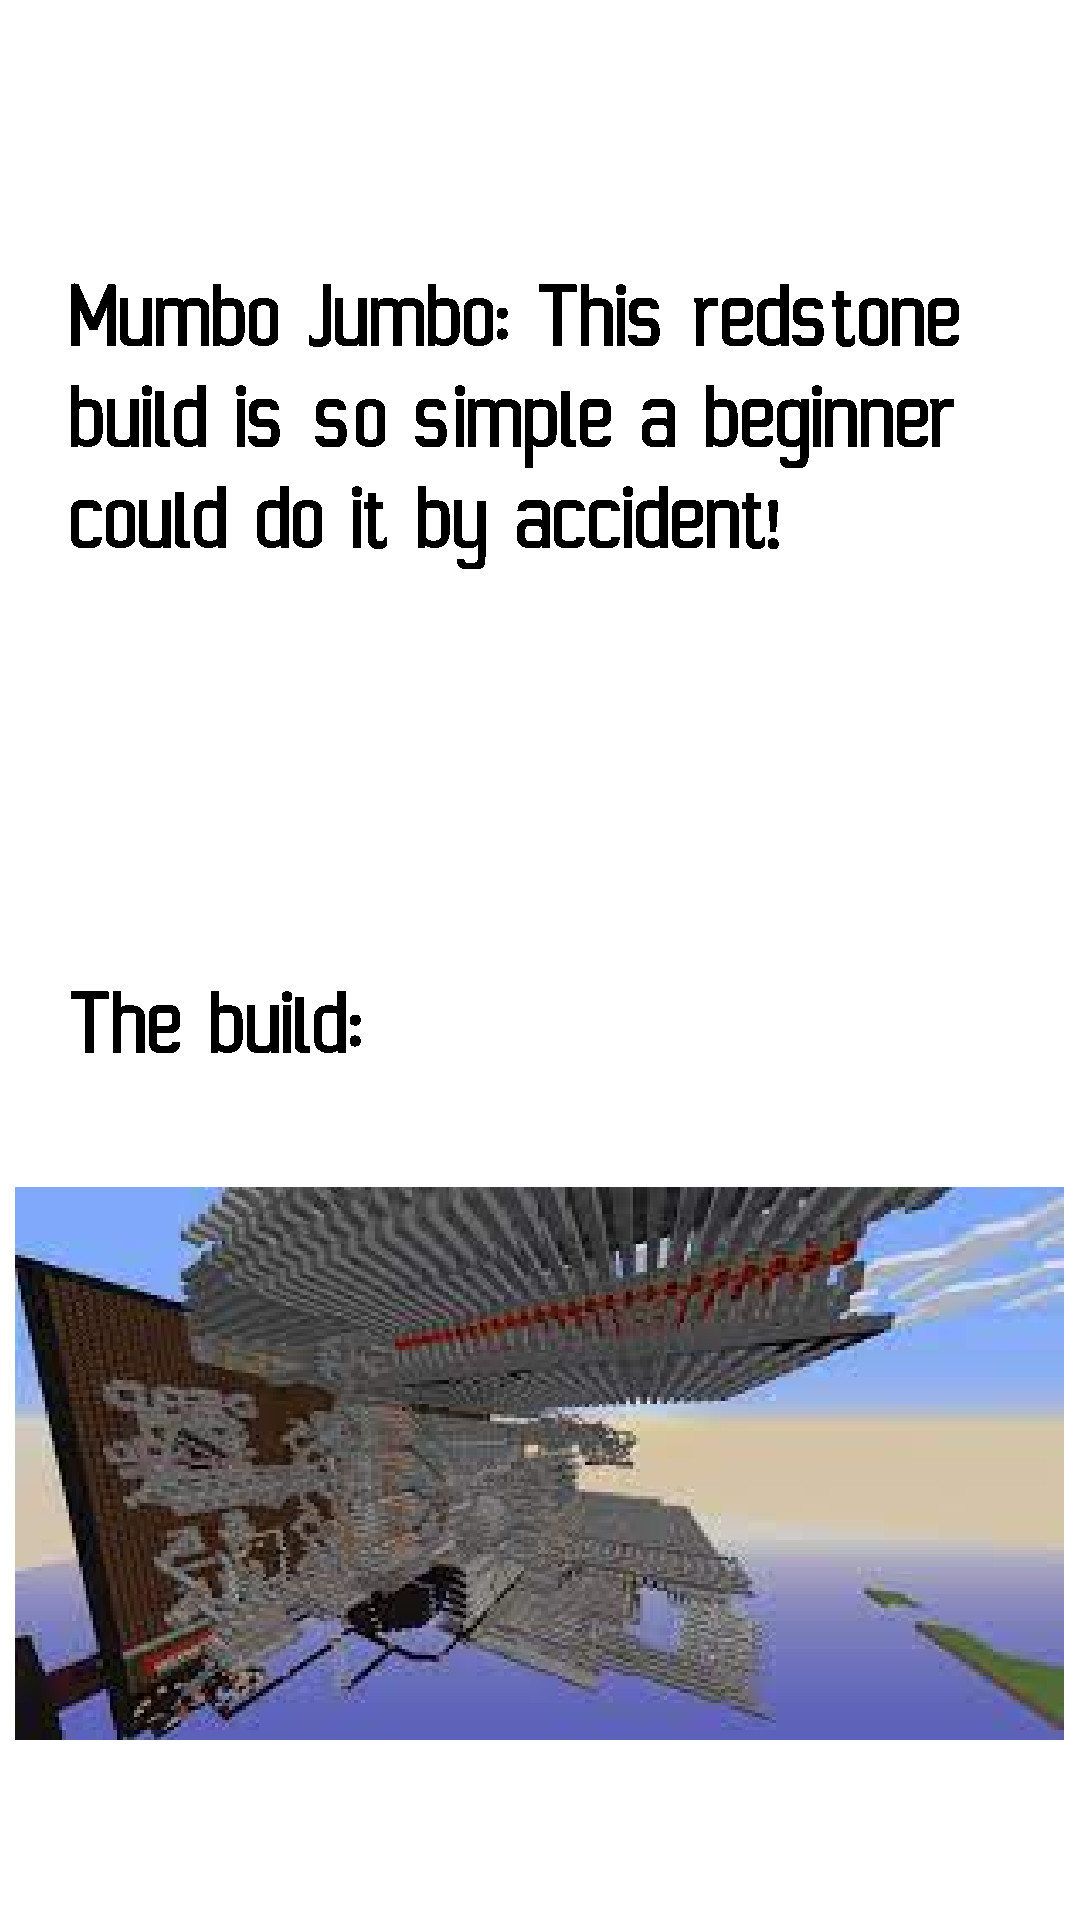 Mumbo Jumbo: This redstone
build is so simple a beginner
could do it by accident!
The build: